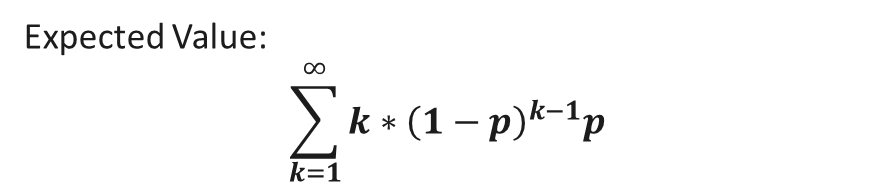 Expected Value:
∞
∑ k * (1 − p)^{k−1}p
k=1